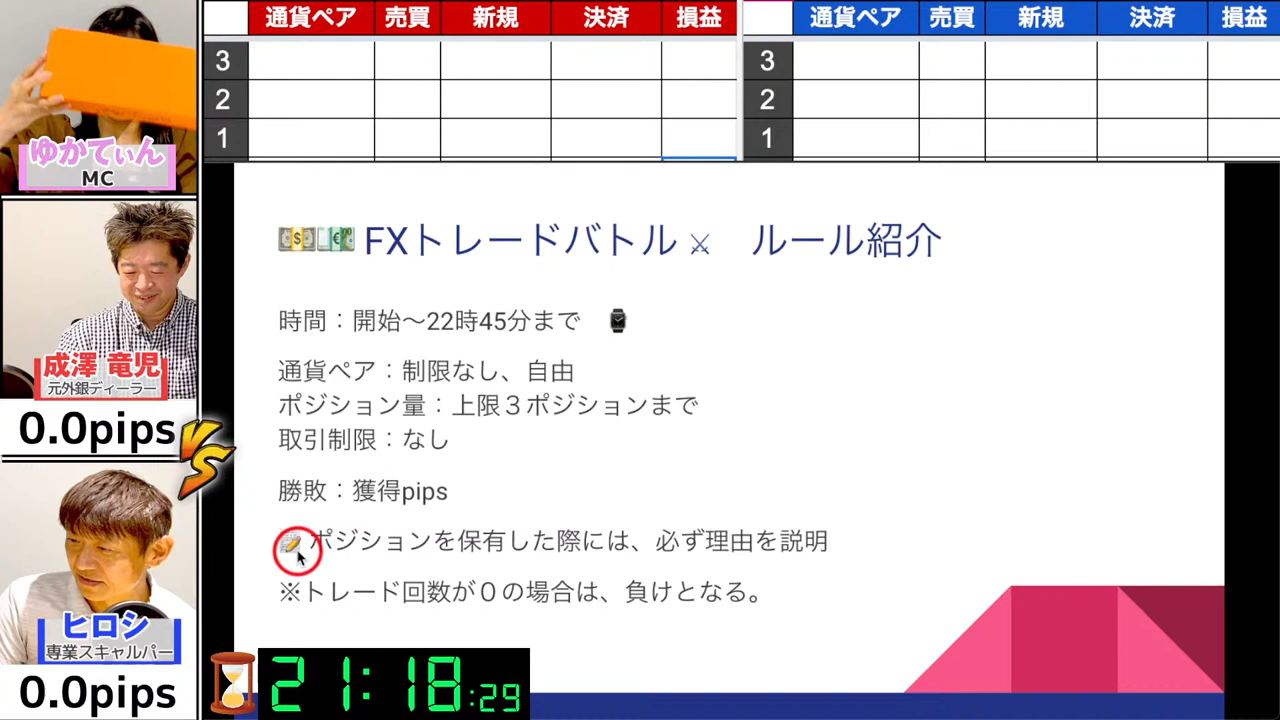 通貨ペア 売買 新規 決済 損益
3
2
1
通貨ペア 売買 新規 決済 損益
3
2
1
ゆかてぃん
MC
成澤 竜児
元外銀ディーラー
0.0pips
VS
ヒロシ
専業スキャルパー
0.0pips
FXトレードバトル⚔ ルール紹介
時間：開始〜22時45分まで
通貨ペア：制限なし、自由
ポジション量：上限３ポジションまで
取引制限：なし
勝敗：獲得pips
ポジションを保有した際には、必ず理由を説明
※トレード回数が０の場合は、負けとなる。
21:18:29